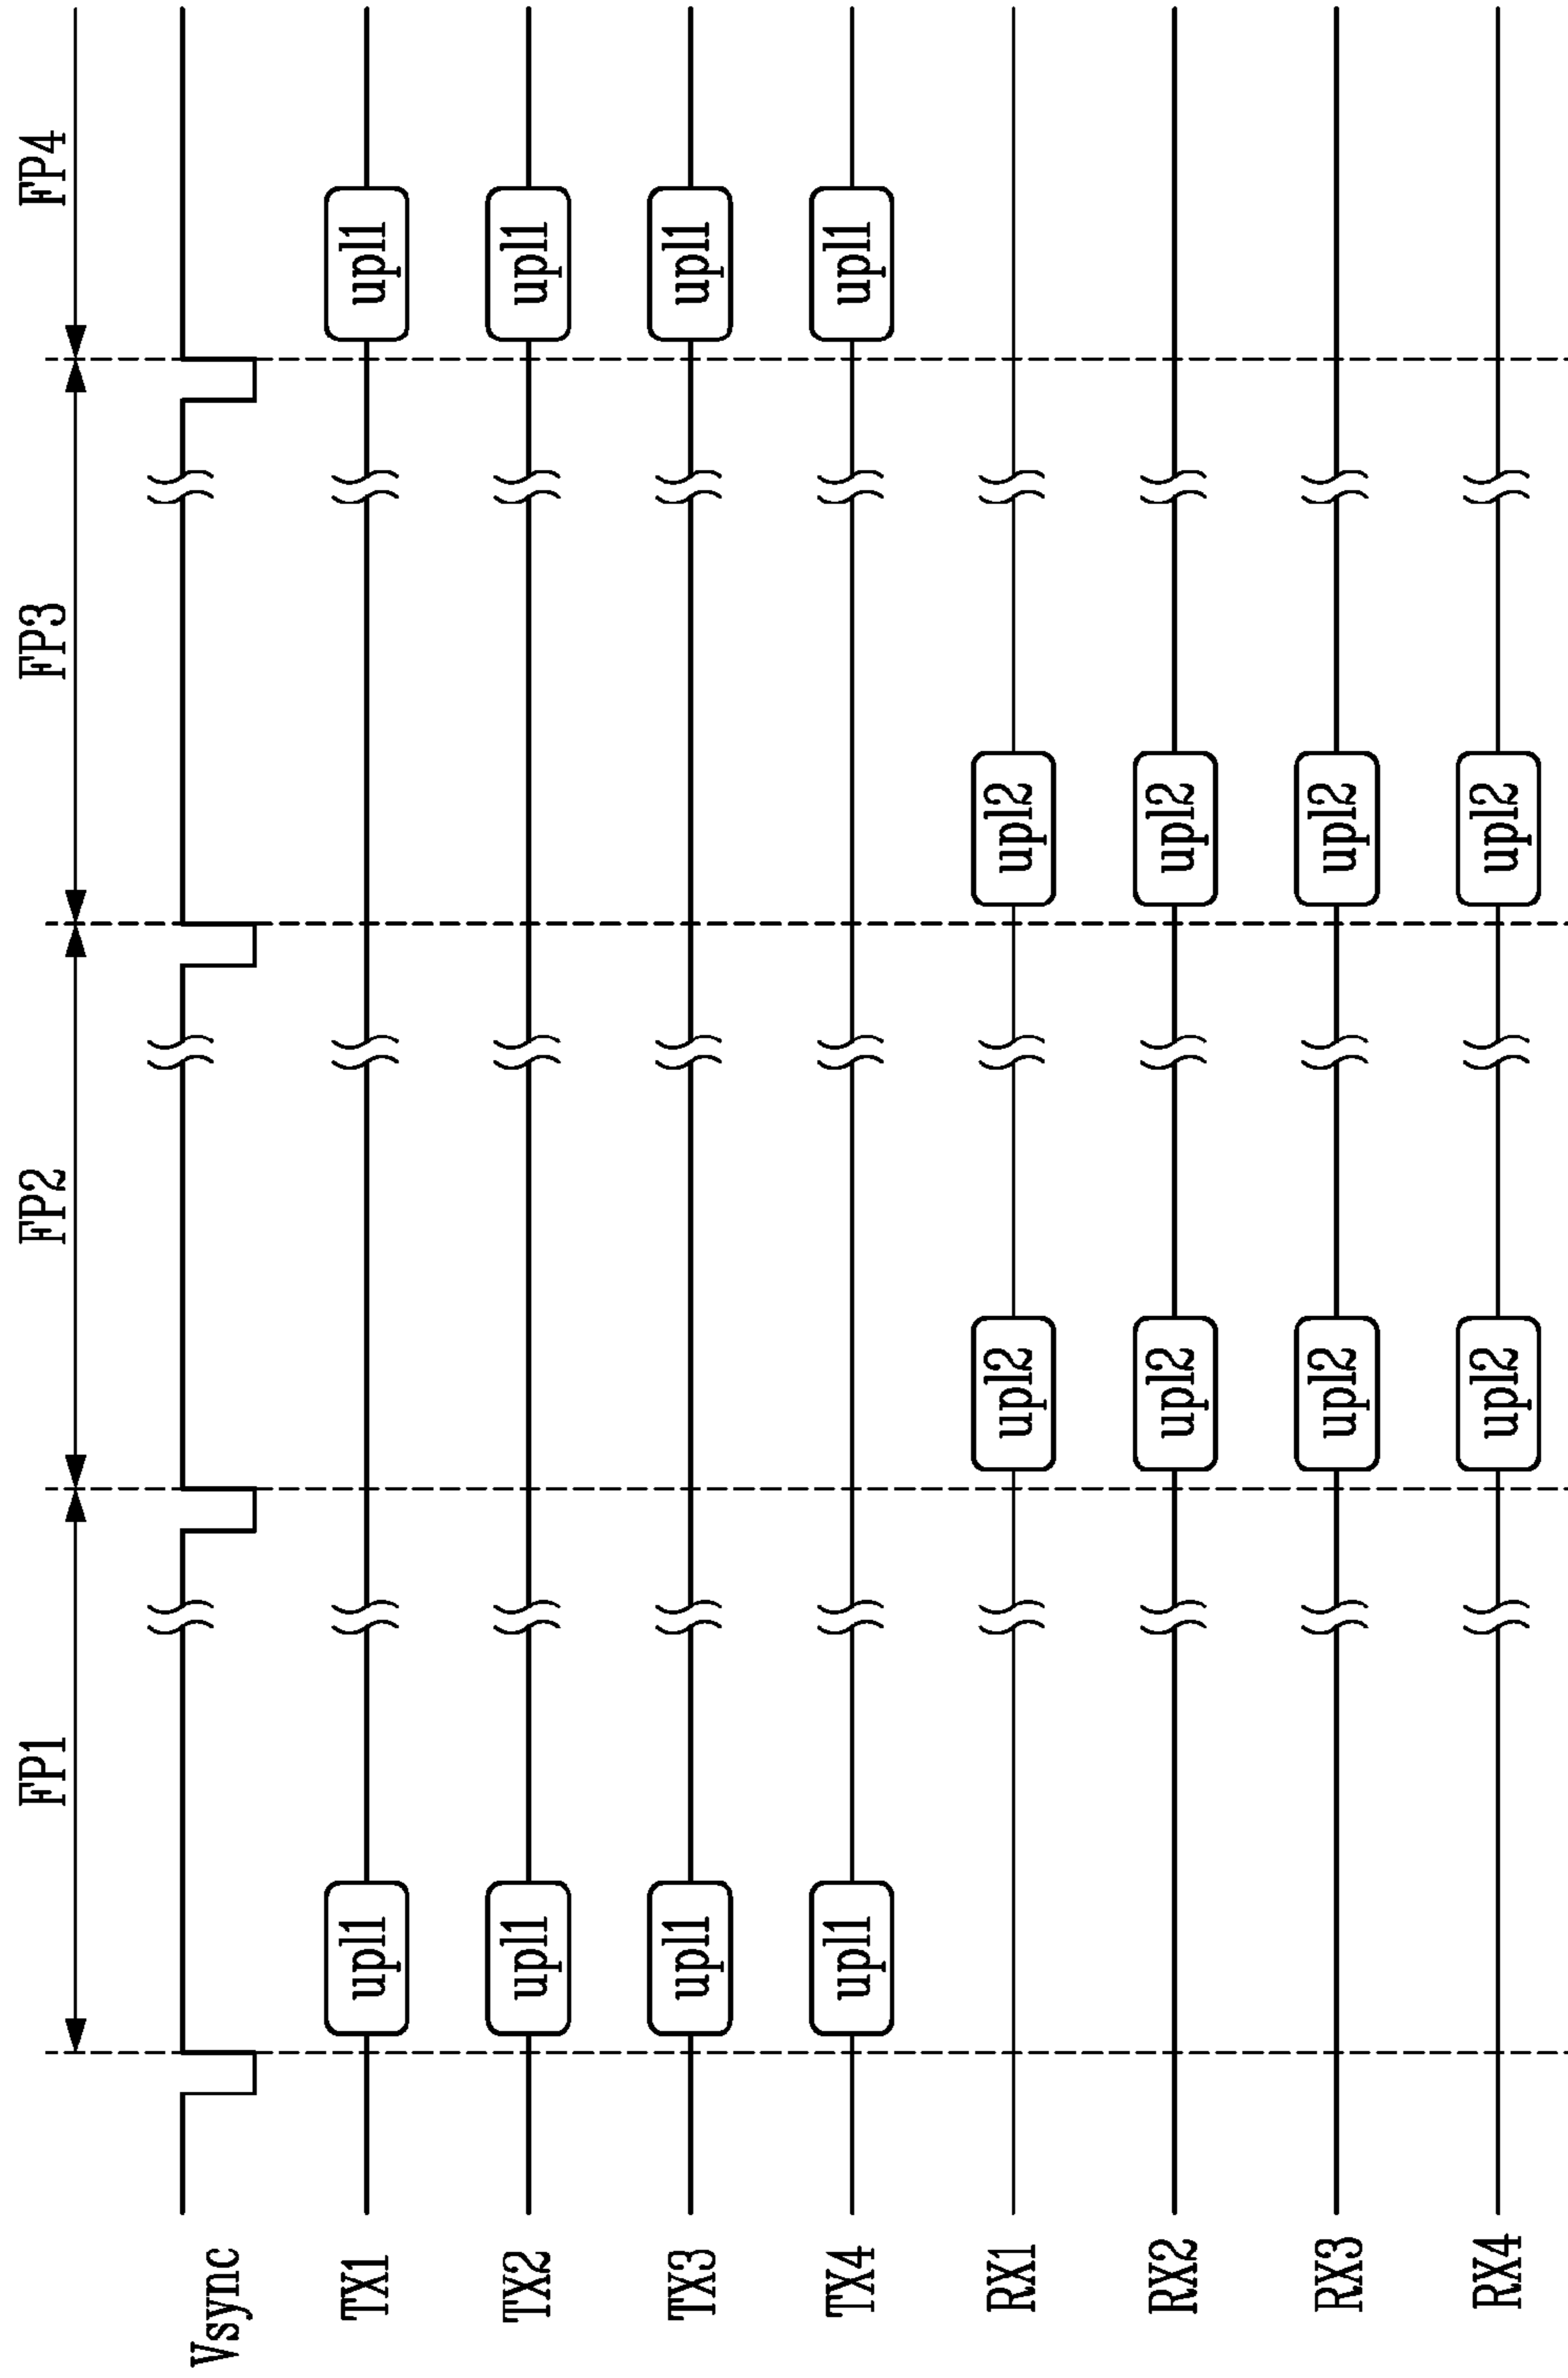 FP1 FP2 FP3 FP4
Vsync
TX1 upl1 upl1
TX2 upl1 upl1
TX3 upl1 upl1
TX4 upl1 upl1
RX1 upl2 upl2
RX2 upl2 upl2
RX3 upl2 upl2
RX4 upl2 upl2